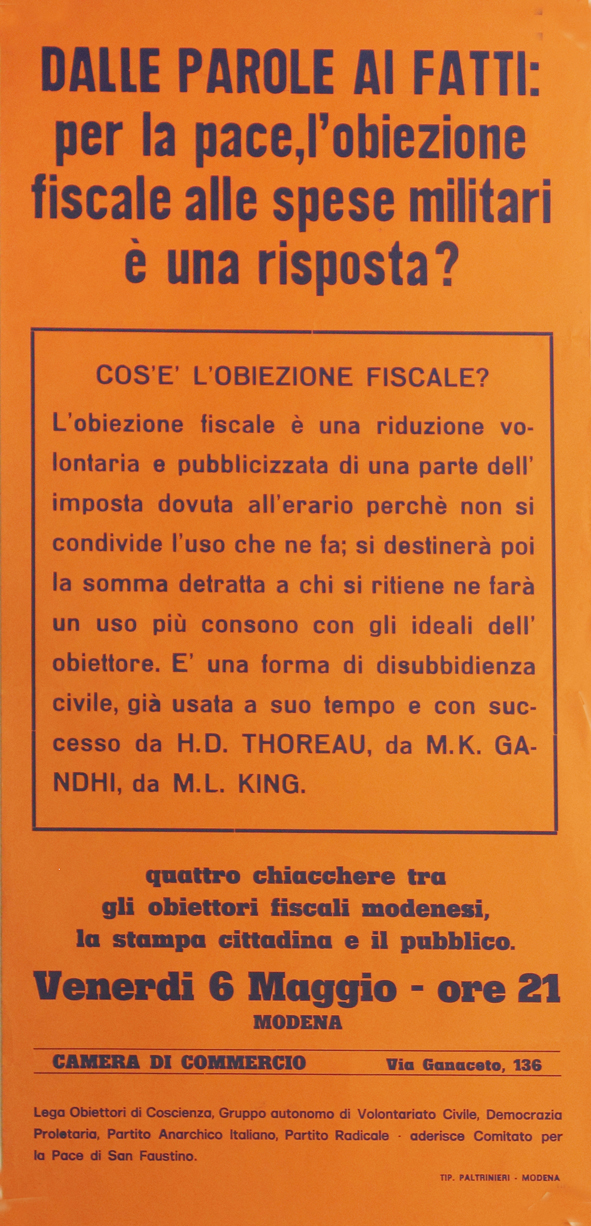 DALLE PAROLE AI FATTI:
per la pace,l'obiezione
fiscale alle spese militari
è una risposta?
COS'E' L'OBIEZIONE FISCALE?
L'obiezione fiscale è una riduzione vo-
lontaria e pubblicizzata di una parte dell'
imposta dovuta all'erario perchè non si
condivide l'uso che ne fa; si destinerà poi
la somma detratta a chi si ritiene ne farà
un uso più consono con gli ideali dell'
obiettore. E' una forma di disubbidienza
civile, già usata a suo tempo e con suc-
cesso da H.D. THOREAU, da M.K. GA-
NDHI, da M.L. KING.
quattro chiacchere tra
gli obiettori fiscali modenesi,
la stampa cittadina e il pubblico.
Venerdi 6 Maggio - ore 21
MODENA
CAMERA DI COMMERCIO Via Ganaceto, 136
Lega Obiettori di Coscienza, Gruppo autonomo di Volontariato Civile, Democrazia
Proletaria, Partito Anarchico Italiano, Partito Radicale - aderisce Comitato per
la Pace di San Faustino.
TIP. PALTRINIERI - MODENA